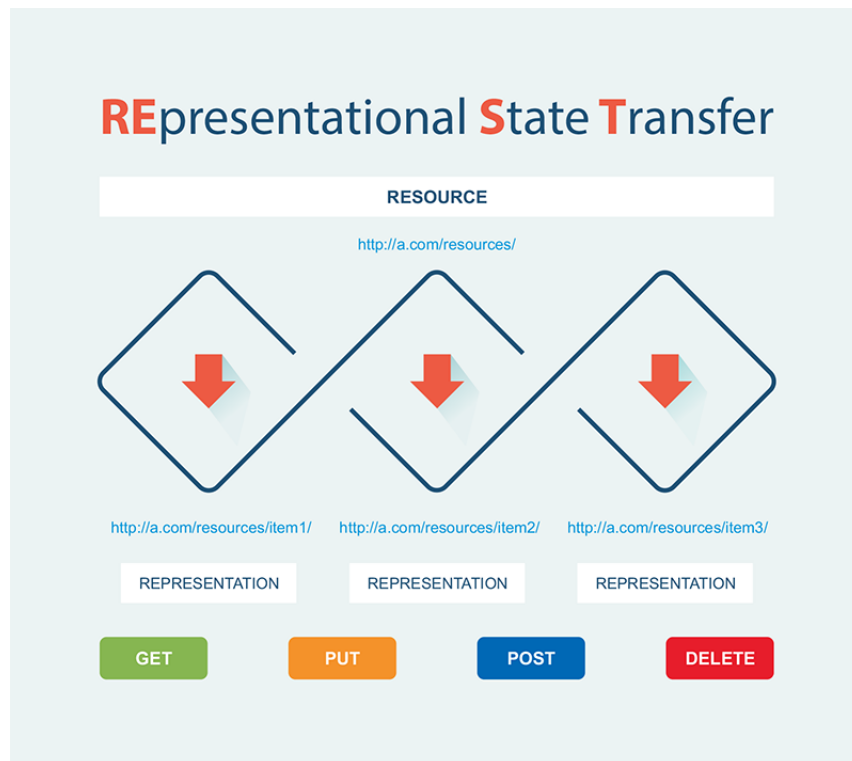 REpresentational State Transfer
RESOURCE
http://a.com/resources/
http://a.com/resources/item1/ http://a.com/resources/item2/ http://a.com/resources/item3/
REPRESENTATION REPRESENTATION REPRESENTATION
GET PUT POST DELETE